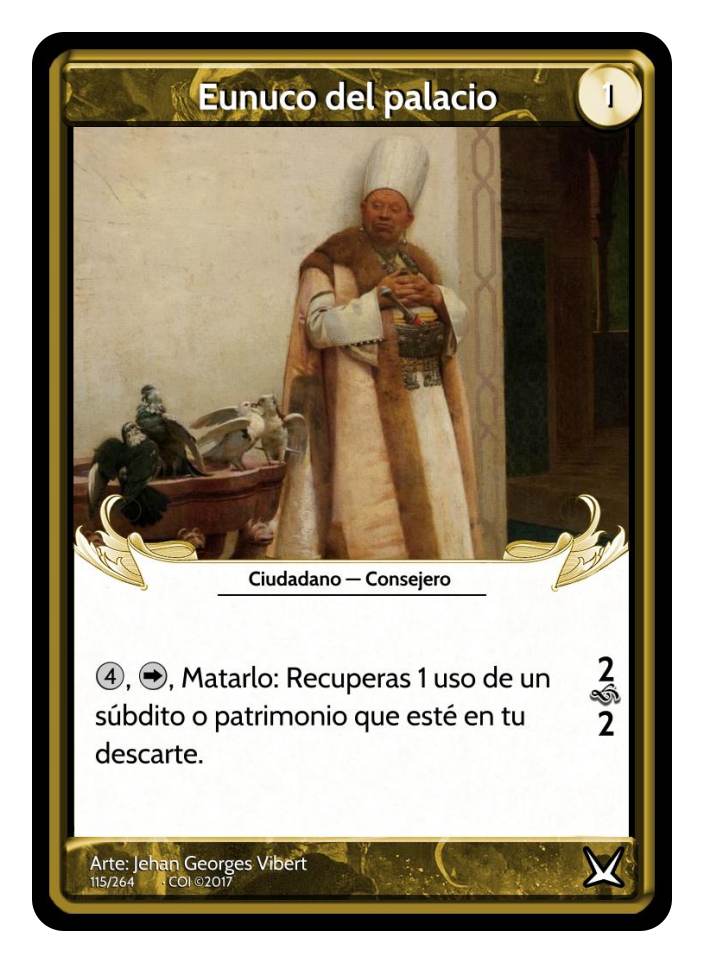 Eunuco del palacio
1
Ciudadano — Consejero
4, ➡, Matarlo: Recuperas 1 uso de un
súbdito o patrimonio que esté en tu
descarte.
2
2
Arte: Jehan Georges Vibert
115/264 · COI ©2017